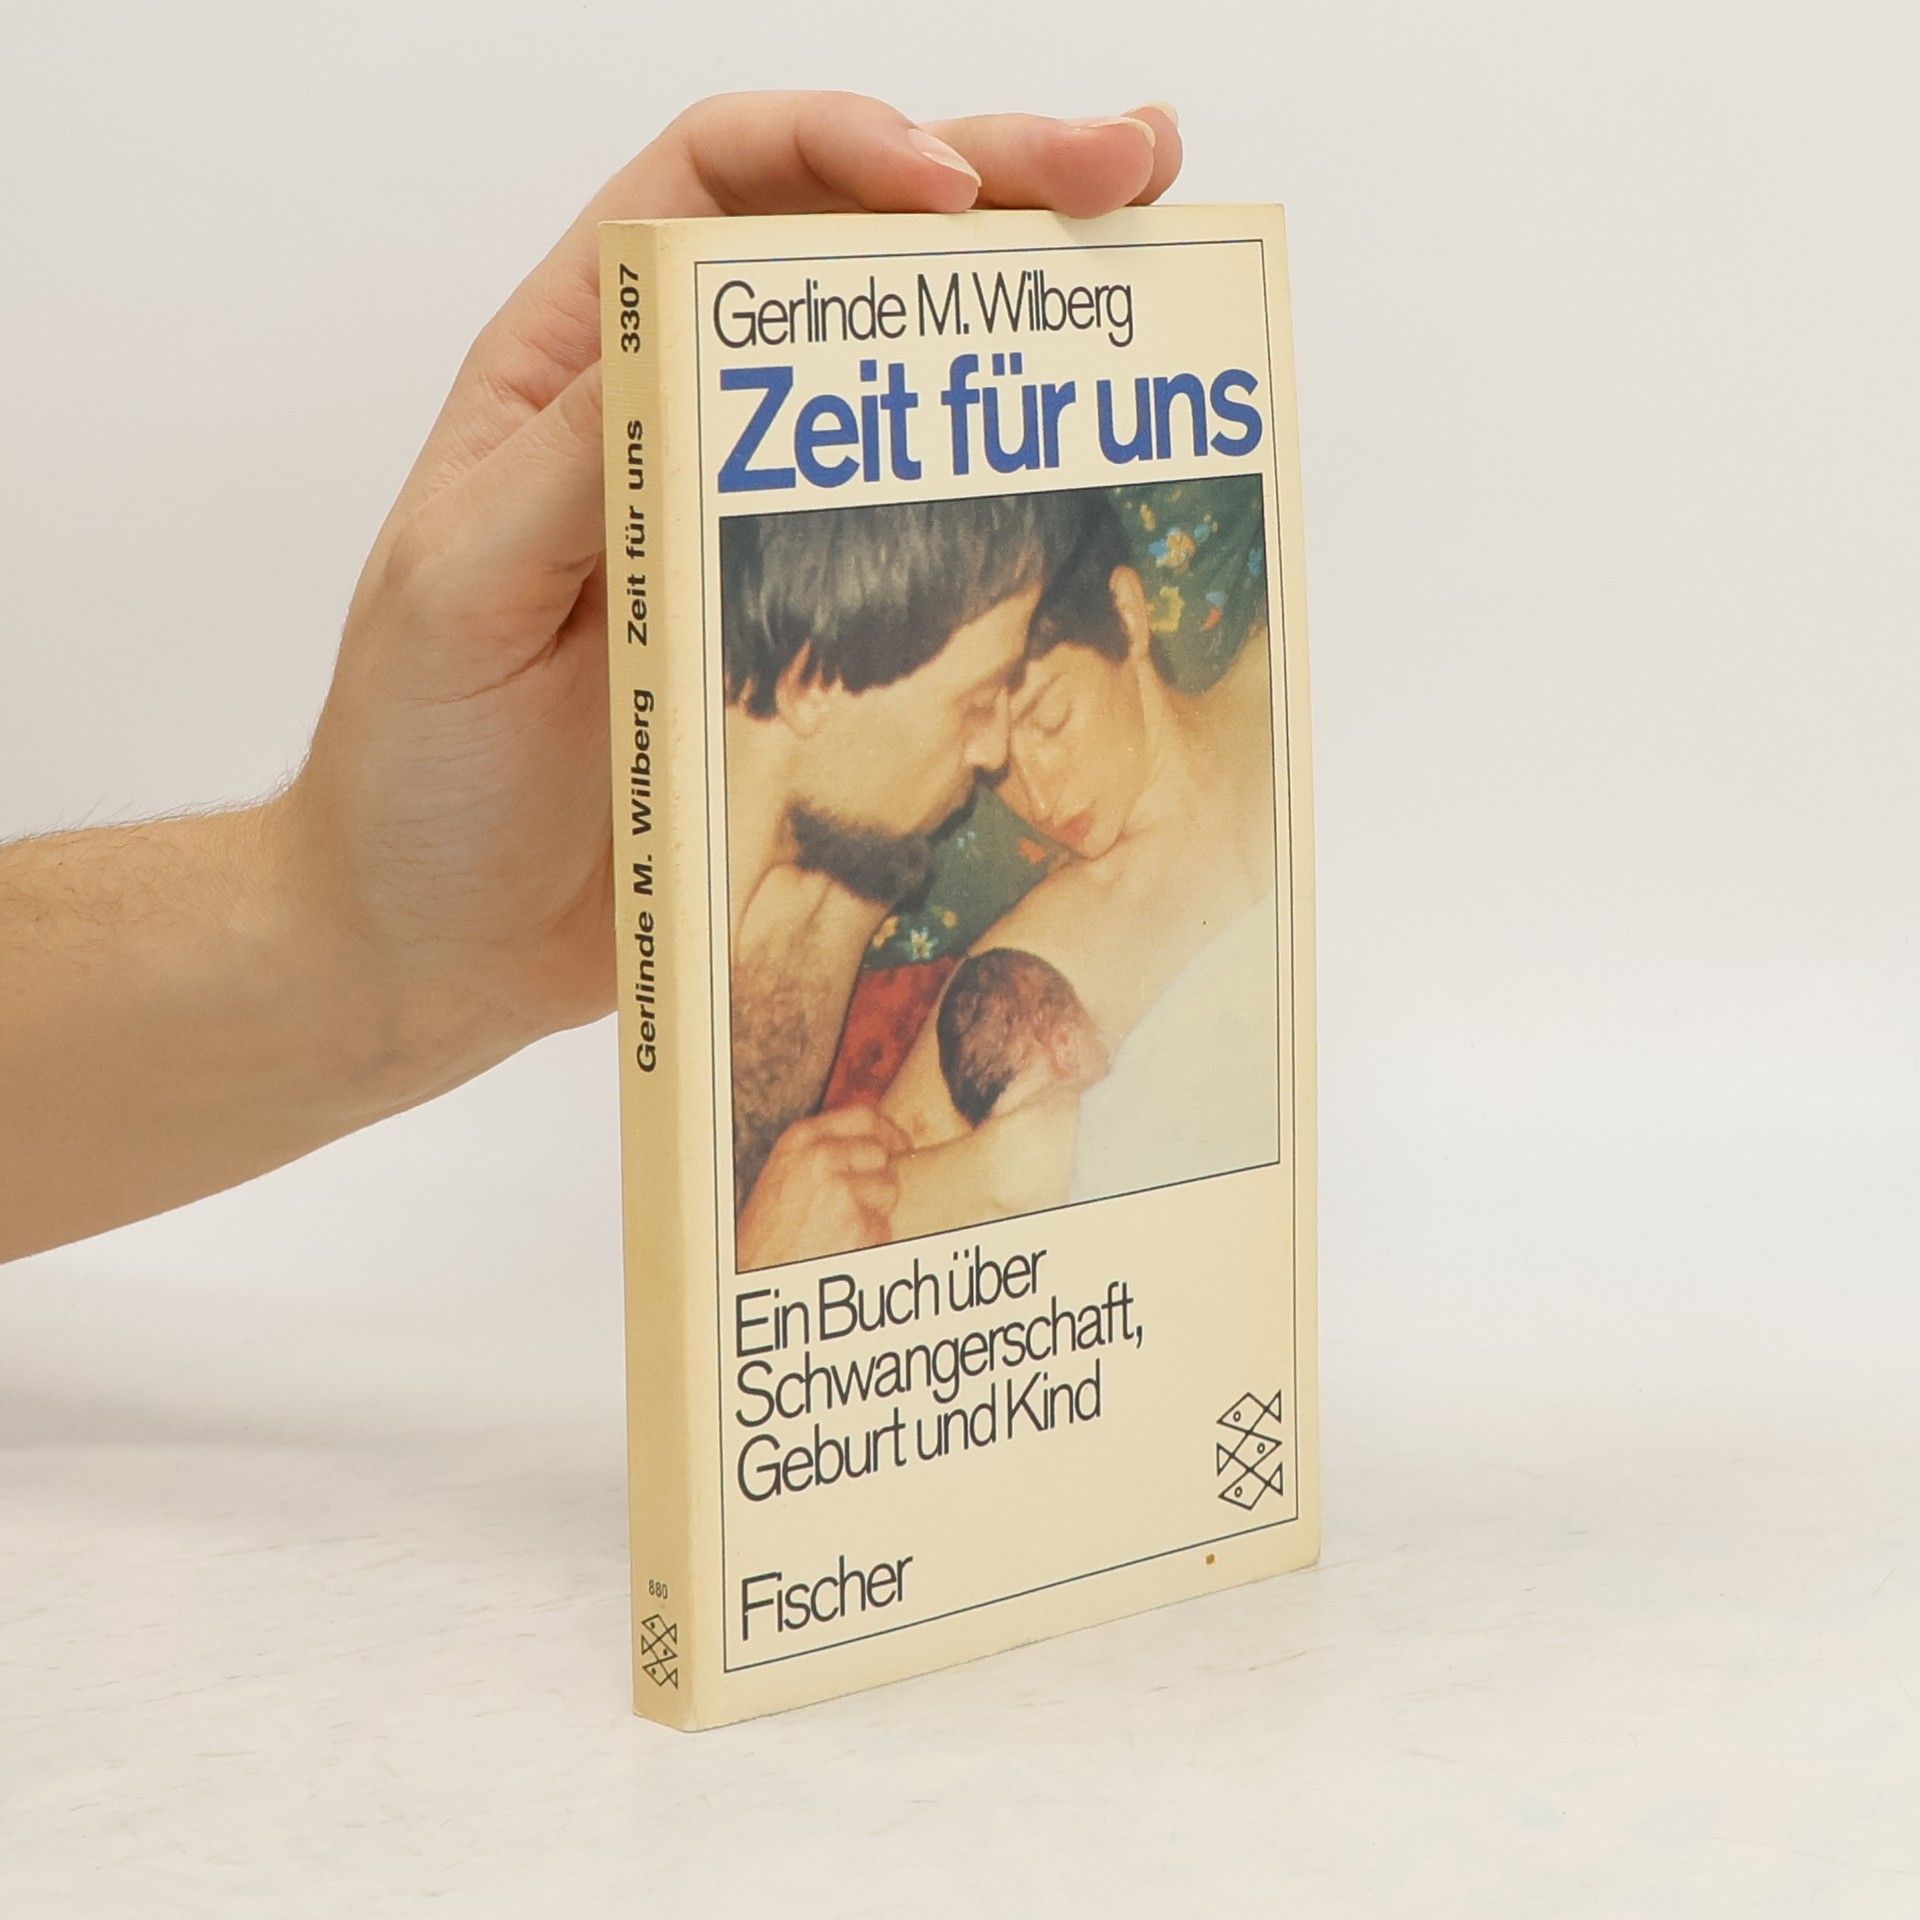 Gerlinde M. Wilberg
Zeit für uns
Ein Buch über
Schwangerschaft,
Geburt und Kind
Fischer
Gerlinde M. Wilberg Zeit für uns 3307
880